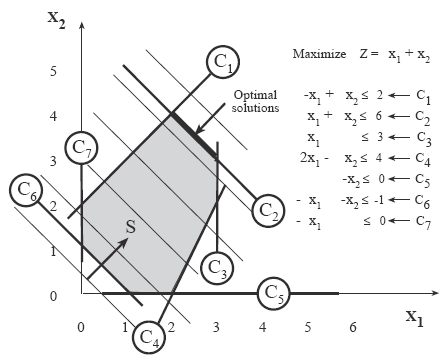 X₂
Maximize Z = x₁ + x₂
-x₁ + x₂ ≤ 2 ← C₁
x₁ + x₂ ≤ 6 ← C₂
x₁ ≤ 3 ← C₃
2x₁ - x₂ ≤ 4 ← C₄
-x₂ ≤ 0 ← C₅
- x₁ -x₂ ≤ -1 ← C₆
- x₁ ≤ 0 ← C₇
C₁
Optimal
solutions
5
4
3
2
1
0
C₇
C₆
S
C₂
C₃
C₅
C₄
0 1 2 3 4 5 6
X₁